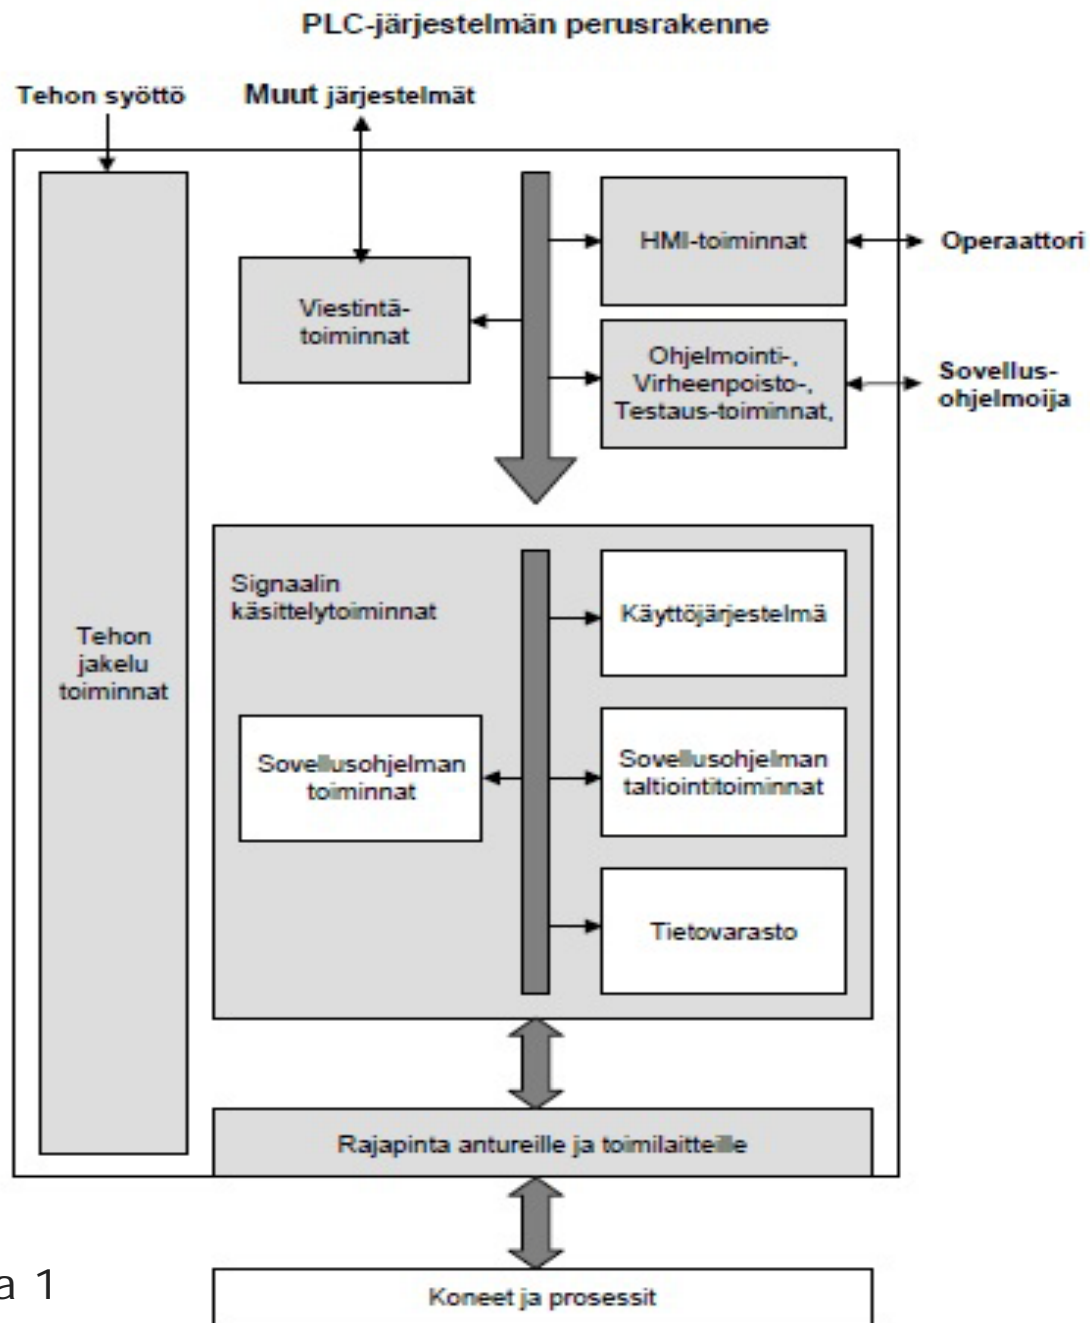 PLC-järjestelmän perusrakenne
Tehon syöttö
Muut järjestelmät
HMI-toiminnat
Operaattori
Viestintä-
toiminnat
Ohjelmointi-,
Virheenpoisto-,
Testaus-toiminnat,
Sovellus-
ohjelmoija
Signaalin
käsittelytoiminnat
Käyttöjärjestelmä
Tehon
jakelu
toiminnat
Sovellusohjelman
toiminnat
Sovellusohjelman
taltiointitoiminnat
Tietovarasto
Rajapinta antureille ja toimilaitteille
Koneet ja prosessit
a 1